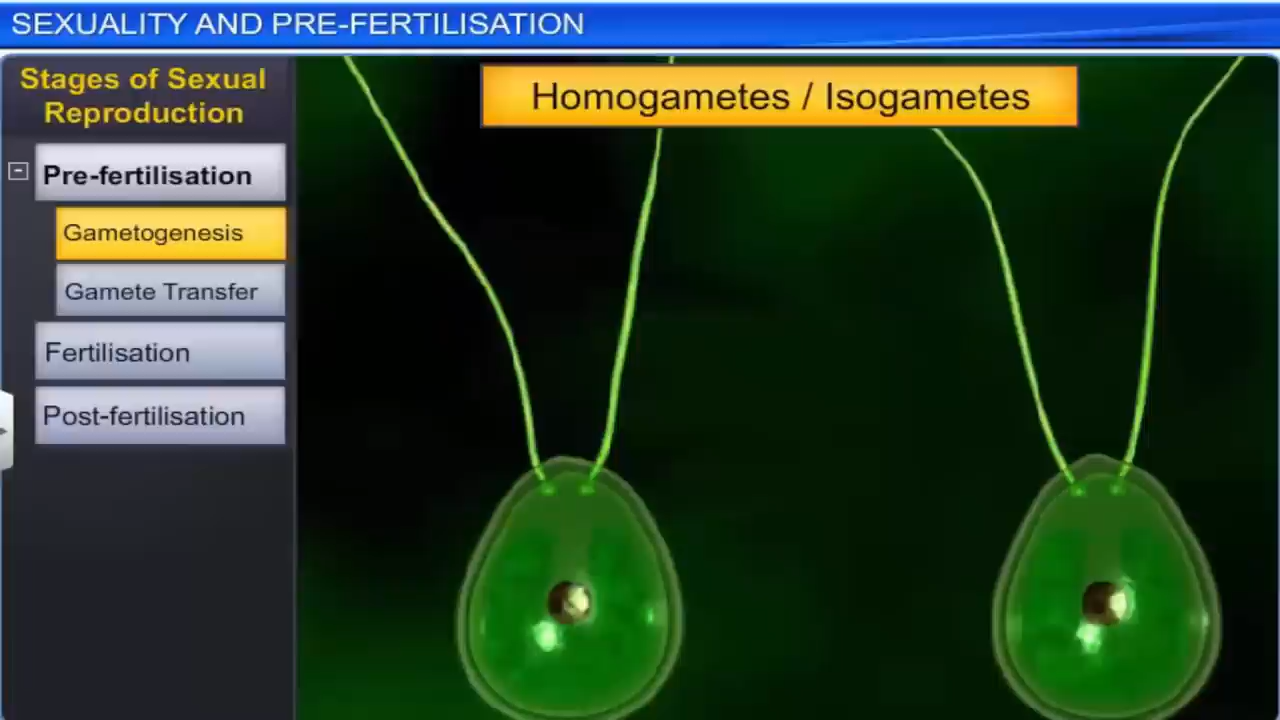 SEXUALITY AND PRE-FERTILISATION
Stages of Sexual
Reproduction
Pre-fertilisation
Gametogenesis
Gamete Transfer
Fertilisation
Post-fertilisation
Homogametes / Isogametes